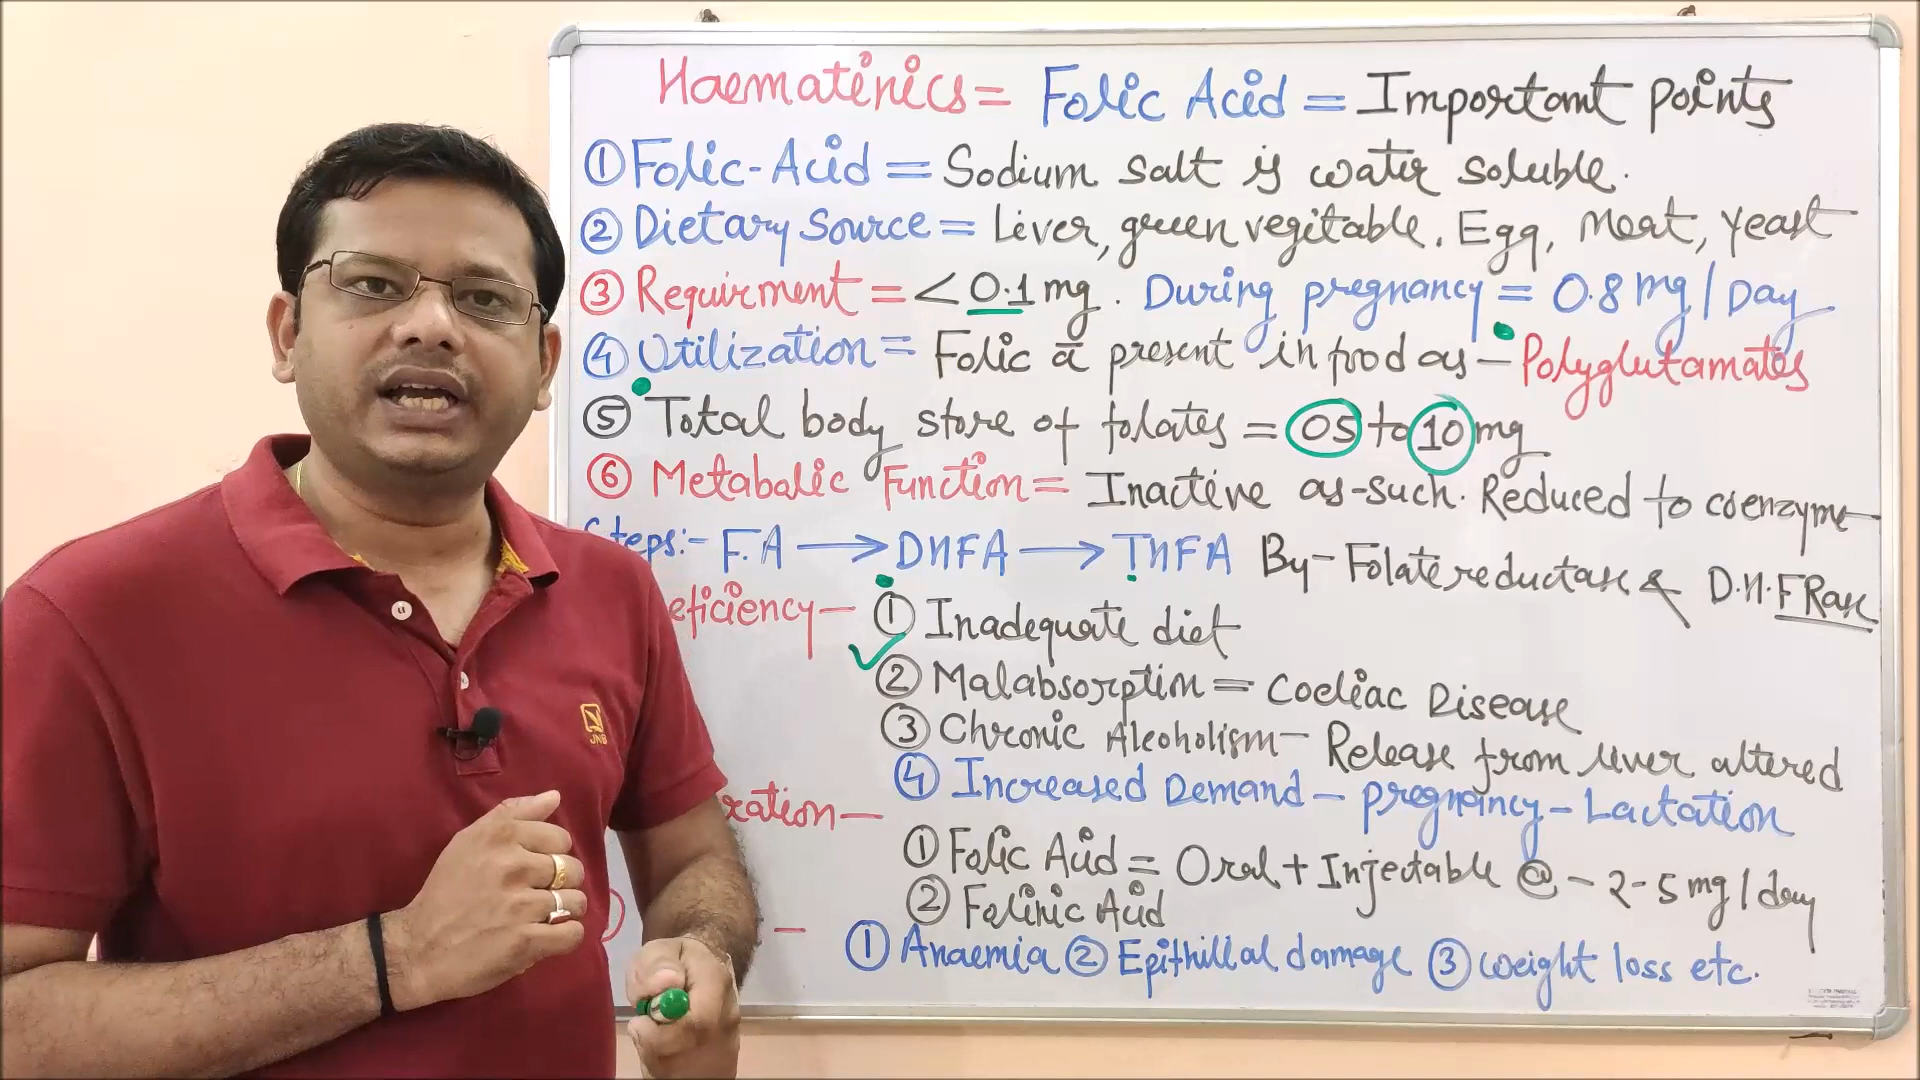 Haematinics = Folic Acid = Important points
① Folic-Acid = Sodium salt is water soluble.
② Dietary Source = Liver, green vegitable, Egg, Meat, yeast
③ Requirment = < 0.1 mg. During pregnancy = 0.8 mg / Day
④ Utilization = Folic a present in food as – Polyglutamates
⑤ Total body store of folates = 05 to 10 mg
⑥ Metabolic Function = Inactive as-such. Reduced to coenzyme
Steps:- F.A → DHFA → THFA By- Folate reductase & D.H.FRase
eficiency – ① Inadequate diet
② Malabsorption = Coeliac Disease
③ Chronic Alcoholism – Release from liver altered
④ Increased Demand – pregnancy – Lactation
ration –
① Folic Acid = Oral + Injectable @ – 2-5 mg / day
② Folinic Acid
① Anaemia ② Epithillal damage ③ weight loss etc.
JNB